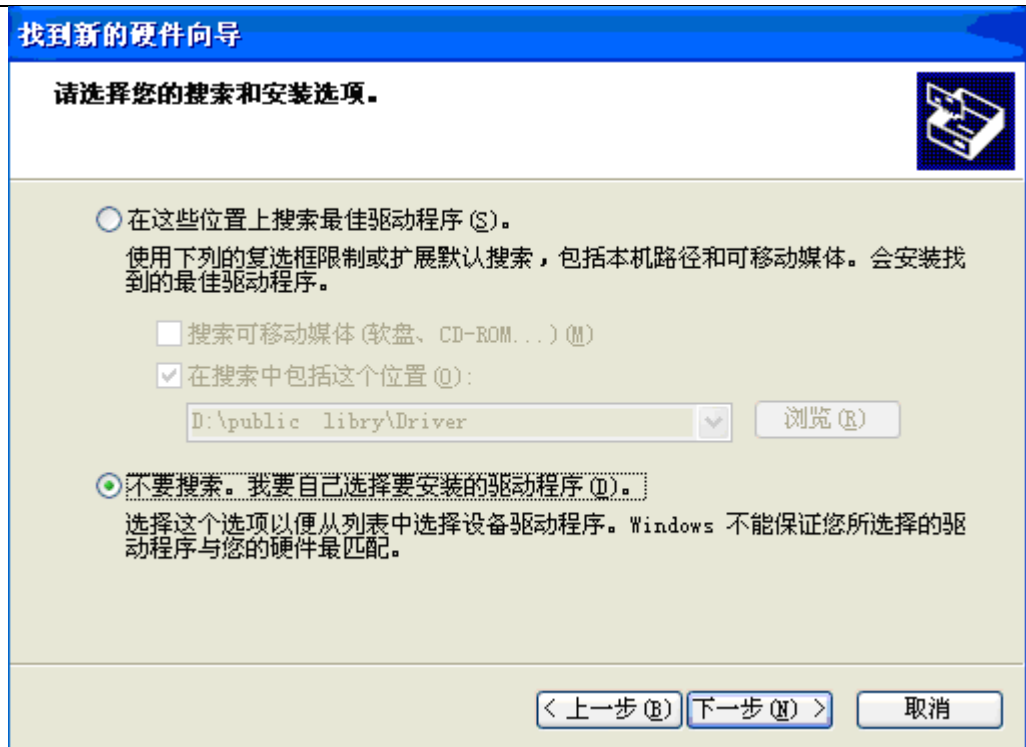 找到新的硬件向导
请选择您的搜索和安装选项。
在这些位置上搜索最佳驱动程序(S)。
使用下列的复选框限制或扩展默认搜索，包括本机路径和可移动媒体。会安装找
到的最佳驱动程序。
搜索可移动媒体(软盘、CD-ROM...)(M)
在搜索中包括这个位置(O):
D:\public  libry\Driver
浏览(R)
不要搜索。我要自己选择要安装的驱动程序(D)。
选择这个选项以便从列表中选择设备驱动程序。Windows 不能保证您所选择的驱
动程序与您的硬件最匹配。
< 上一步(B)
下一步(N) >
取消